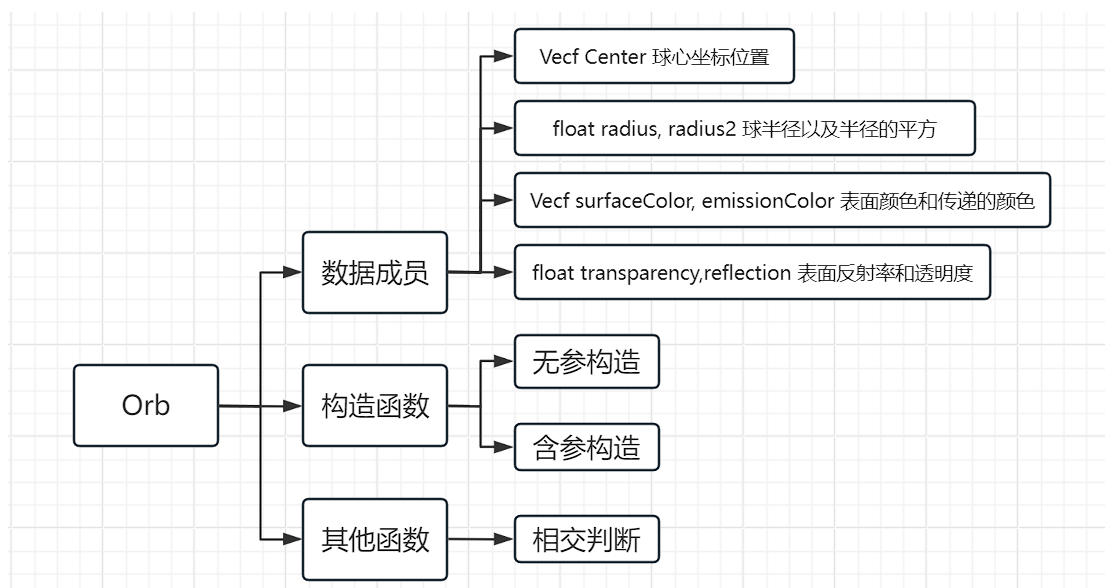 Vecf Center 球心坐标位置
float radius, radius2 球半径以及半径的平方
Vecf surfaceColor, emissionColor 表面颜色和传递的颜色
数据成员
float transparency,reflection 表面反射率和透明度
无参构造
Orb
构造函数
含参构造
其他函数
相交判断